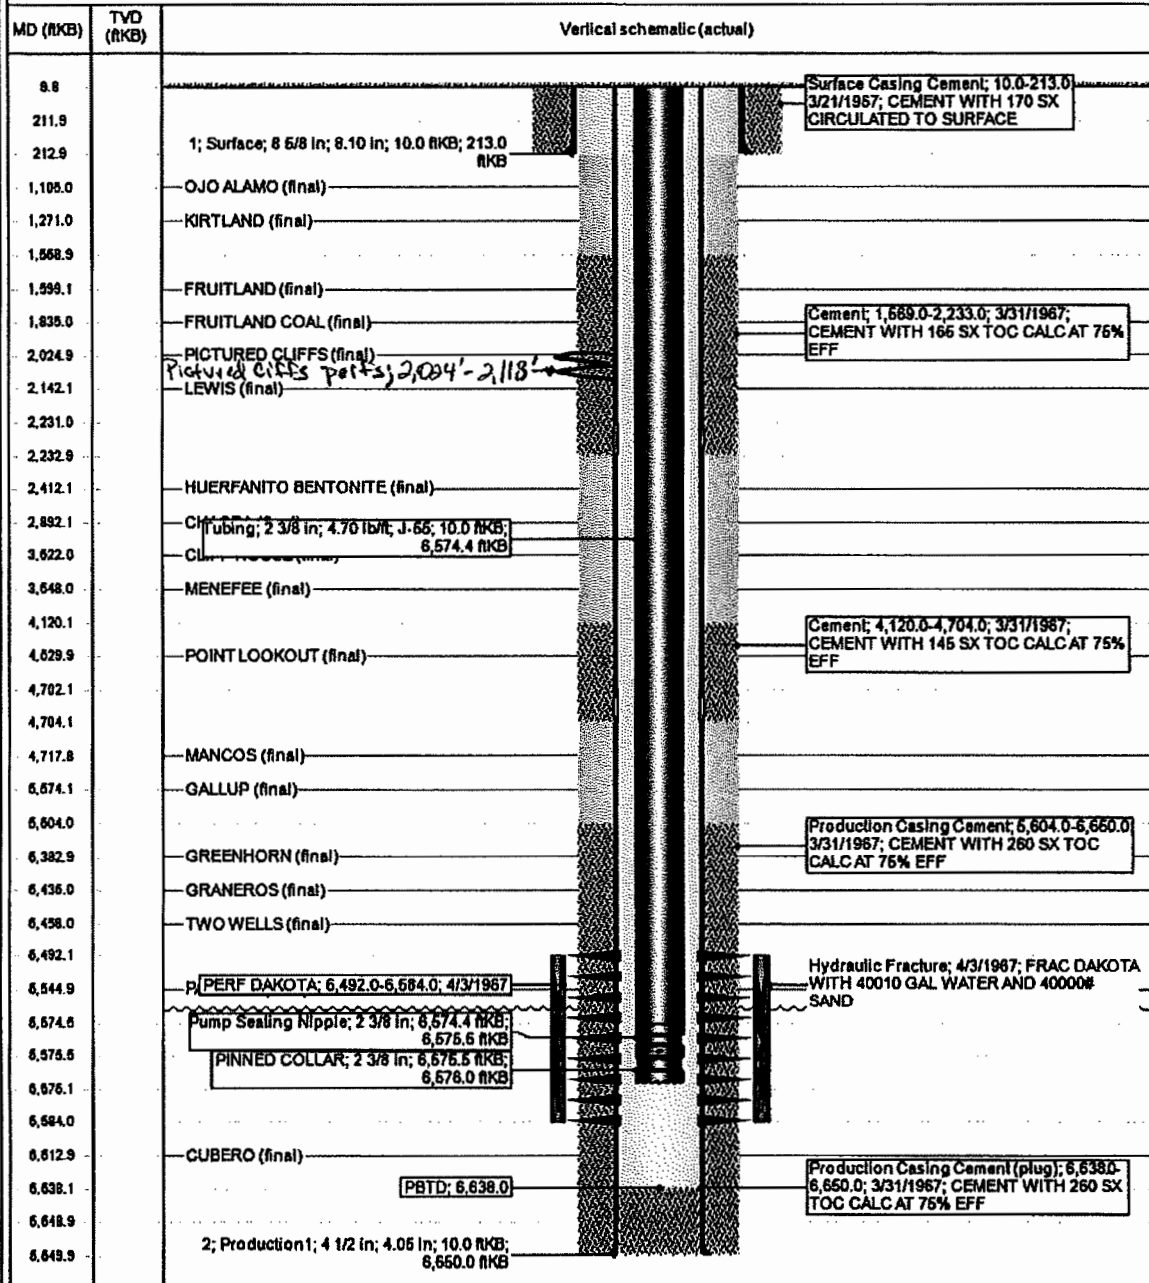 MD (ftKB)
TVD (ftKB)
Vertical schematic (actual)
9.8
211.9
212.9
1,105.0
1,271.0
1,568.9
1,599.1
1,835.0
2,024.9
2,142.1
2,231.0
2,232.9
2,412.1
2,892.1
3,522.0
3,548.0
4,120.1
4,529.9
4,702.1
4,704.1
4,717.8
5,574.1
5,604.0
6,382.9
6,435.0
6,458.0
6,492.1
6,544.9
6,574.5
6,575.5
6,576.1
6,584.0
6,612.9
6,638.1
6,648.9
6,649.9
Surface Casing Cement; 10.0-213.0
3/21/1957; CEMENT WITH 170 SX
CIRCULATED TO SURFACE
1; Surface; 8 5/8 in; 8.10 in; 10.0 ftKB; 213.0
ftKB
OJO ALAMO (final)
KIRTLAND (final)
FRUITLAND (final)
FRUITLAND COAL (final)
Cement; 1,569.0-2,233.0; 3/31/1967;
CEMENT WITH 165 SX TOC CALC AT 75%
EFF
PICTURED CLIFFS (final)
Pictured Cliffs perfs; 2,024'-2,118'
LEWIS (final)
HUERFANITO BENTONITE (final)
Tubing; 2 3/8 in; 4.70 lb/ft; J-55; 10.0 ftKB;
6,574.4 ftKB
MENEFEE (final)
Cement; 4,120.0-4,704.0; 3/31/1967;
CEMENT WITH 145 SX TOC CALC AT 75%
EFF
POINT LOOKOUT (final)
MANCOS (final)
GALLUP (final)
Production Casing Cement; 5,604.0-6,650.0
3/31/1967; CEMENT WITH 260 SX TOC
CALC AT 75% EFF
GREENHORN (final)
GRANEROS (final)
TWO WELLS (final)
Hydraulic Fracture; 4/3/1967; FRAC DAKOTA
WITH 40010 GAL WATER AND 40000#
SAND
PERF DAKOTA; 6,492.0-6,584.0; 4/3/1967
Pump Seating Nipple; 2 3/8 in; 6,574.4 ftKB;
6,575.5 ftKB
PINNED COLLAR; 2 3/8 in; 6,575.5 ftKB;
6,576.0 ftKB
CUBERO (final)
PBTD; 6,638.0
Production Casing Cement (plug); 6,638.0-
6,650.0; 3/31/1967; CEMENT WITH 260 SX
TOC CALC AT 75% EFF
2; Production1; 4 1/2 in; 4.05 in; 10.0 ftKB;
6,650.0 ftKB